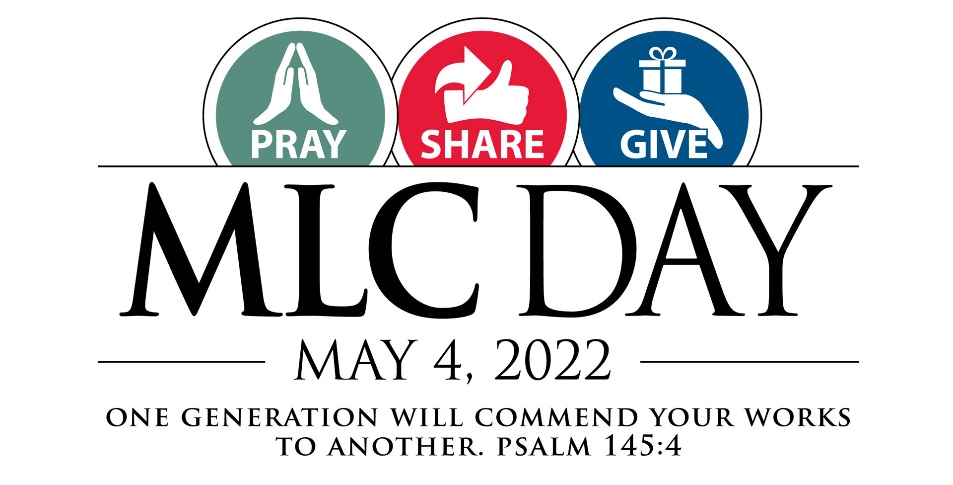 PRAY SHARE GIVE
MLC DAY
MAY 4, 2022
ONE GENERATION WILL COMMEND YOUR WORKS
TO ANOTHER. PSALM 145:4